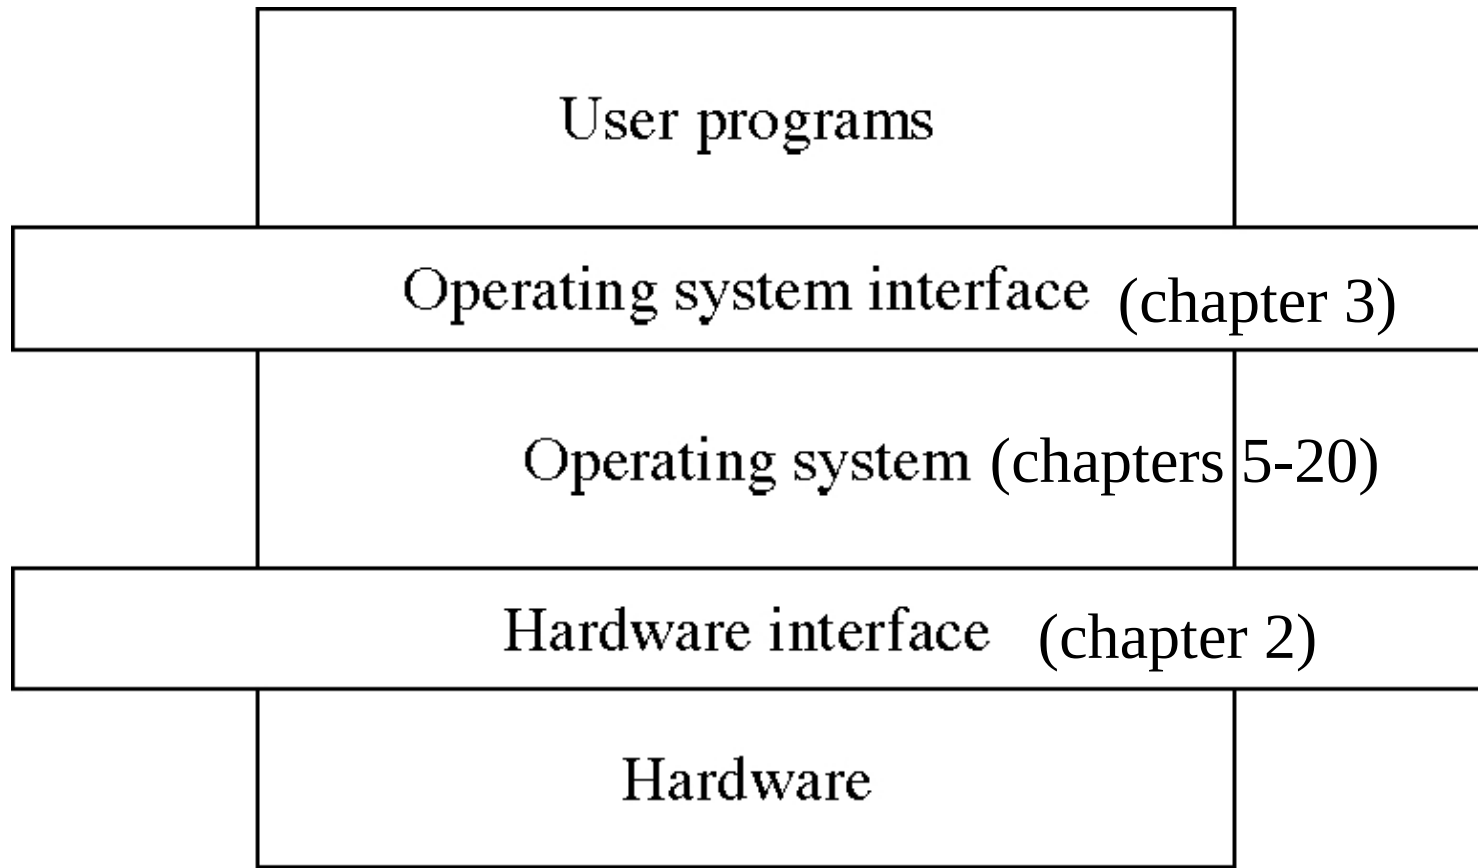 User programs
Operating system interface (chapter 3)
Operating system (chapters 5-20)
Hardware interface (chapter 2)
Hardware